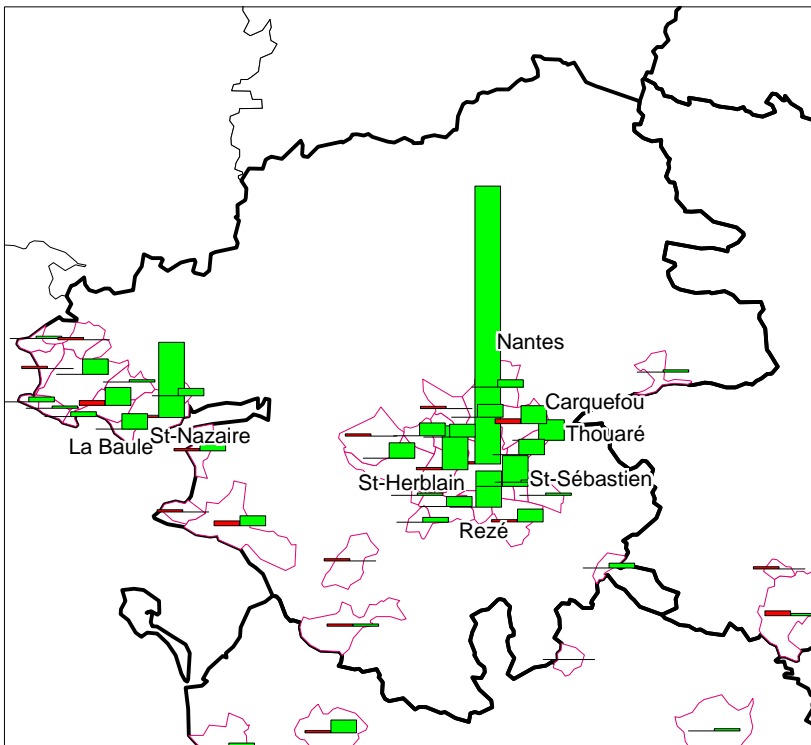 Nantes
Carquefou
Thouaré
La Baule
St-Nazaire
St-Herblain
St-Sébastien
Rezé